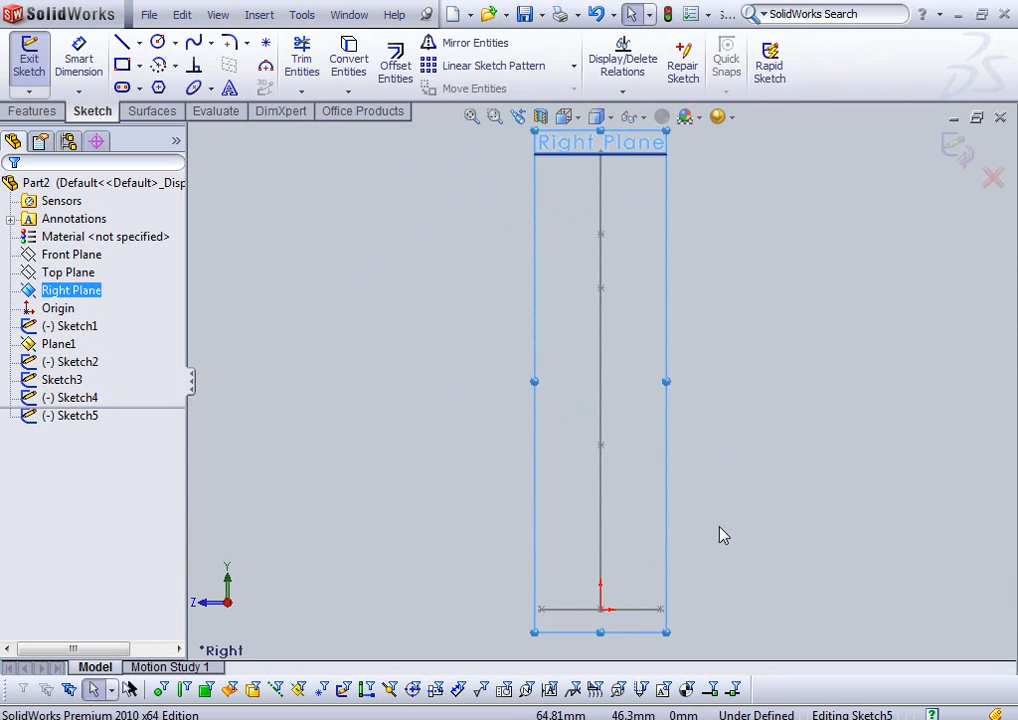 SolidWorks File Edit View Insert Tools Window Help s... SolidWorks Search ?
Exit Sketch
Smart Dimension
Trim Entities
Convert Entities
Offset Entities
Mirror Entities
Linear Sketch Pattern
Move Entities
Display/Delete Relations
Repair Sketch
Quick Snaps
Rapid Sketch
Features Sketch Surfaces Evaluate DimXpert Office Products
Right Plane
Part2 (Default<<Default>_Disp
Sensors
Annotations
Material <not specified>
Front Plane
Top Plane
Right Plane
Origin
(-) Sketch1
Plane1
(-) Sketch2
Sketch3
(-) Sketch4
(-) Sketch5
Y
Z
*Right
Model Motion Study 1
SolidWorks Premium 2010 x64 Edition 64.81mm 46.3mm 0mm Under Defined Editing Sketch5